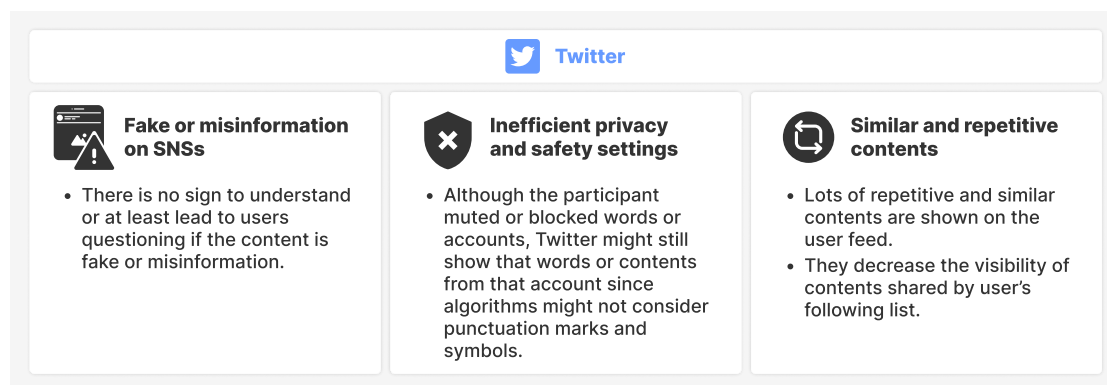 Twitter
Fake or misinformation
on SNSs
• There is no sign to understand
or at least lead to users
questioning if the content is
fake or misinformation.
Inefficient privacy
and safety settings
• Although the participant
muted or blocked words or
accounts, Twitter might still
show that words or contents
from that account since
algorithms might not consider
punctuation marks and
symbols.
Similar and repetitive
contents
• Lots of repetitive and similar
contents are shown on the
user feed.
• They decrease the visibility of
contents shared by user’s
following list.